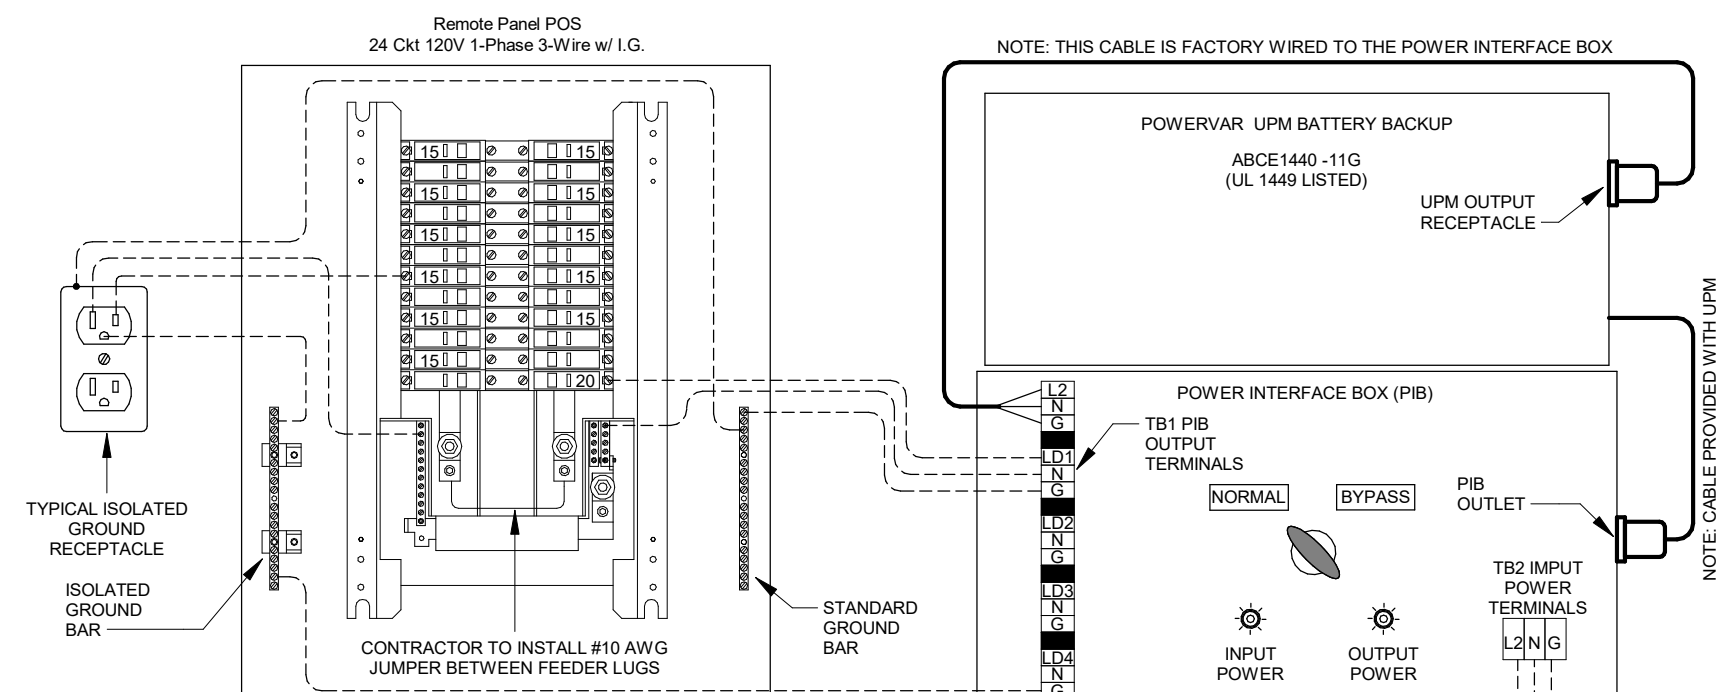 Remote Panel POS
24 Ckt 120V 1-Phase 3-Wire w/ I.G.
NOTE: THIS CABLE IS FACTORY WIRED TO THE POWER INTERFACE BOX
POWERVAR UPM BATTERY BACKUP
ABCE1440 -11G
(UL 1449 LISTED)
UPM OUTPUT
RECEPTACLE
15 15
15 15
15 15
15 15
15 15
15
20
NOTE: CABLE PROVIDED WITH UPM
POWER INTERFACE BOX (PIB)
L2
N
G
LD1
N
G
LD2
N
G
LD3
N
G
LD4
N
G
TB1 PIB
OUTPUT
TERMINALS
NORMAL
BYPASS
PIB
OUTLET
TB2 IMPUT
POWER
TERMINALS
L2 N G
INPUT
POWER
OUTPUT
POWER
TYPICAL ISOLATED
GROUND
RECEPTACLE
ISOLATED
GROUND
BAR
STANDARD
GROUND
BAR
CONTRACTOR TO INSTALL #10 AWG
JUMPER BETWEEN FEEDER LUGS